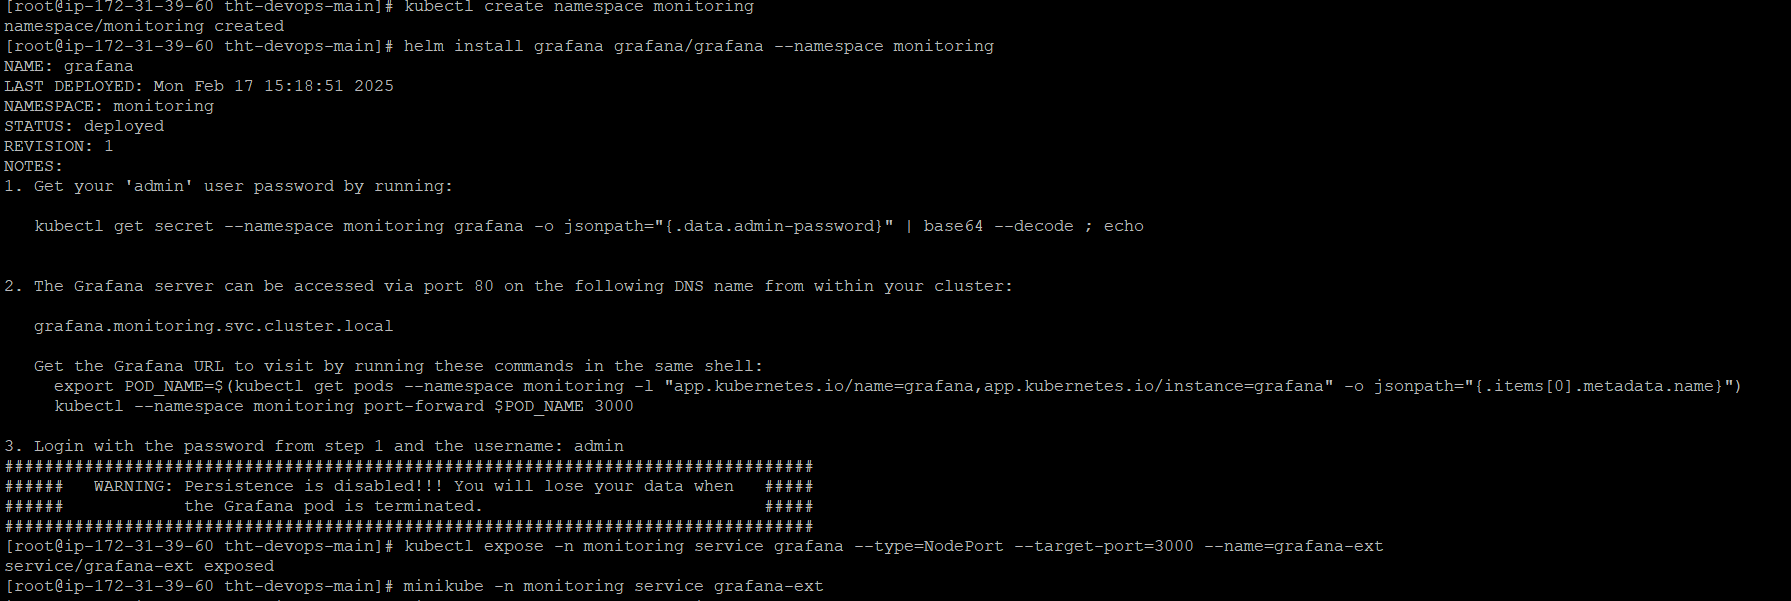 [root@ip-172-31-39-60 tht-devops-main]# kubectl create namespace monitoring
namespace/monitoring created
[root@ip-172-31-39-60 tht-devops-main]# helm install grafana grafana/grafana --namespace monitoring
NAME: grafana
LAST DEPLOYED: Mon Feb 17 15:18:51 2025
NAMESPACE: monitoring
STATUS: deployed
REVISION: 1
NOTES:
1. Get your 'admin' user password by running:
kubectl get secret --namespace monitoring grafana -o jsonpath="{.data.admin-password}" | base64 --decode ; echo
2. The Grafana server can be accessed via port 80 on the following DNS name from within your cluster:
grafana.monitoring.svc.cluster.local
Get the Grafana URL to visit by running these commands in the same shell:
export POD_NAME=$(kubectl get pods --namespace monitoring -l "app.kubernetes.io/name=grafana,app.kubernetes.io/instance=grafana" -o jsonpath="{.items[0].metadata.name}")
kubectl --namespace monitoring port-forward $POD_NAME 3000
3. Login with the password from step 1 and the username: admin
#################################################################################
###### WARNING: Persistence is disabled!!! You will lose your data when #####
###### the Grafana pod is terminated. #####
#################################################################################
[root@ip-172-31-39-60 tht-devops-main]# kubectl expose -n monitoring service grafana --type=NodePort --target-port=3000 --name=grafana-ext
service/grafana-ext exposed
[root@ip-172-31-39-60 tht-devops-main]# minikube -n monitoring service grafana-ext